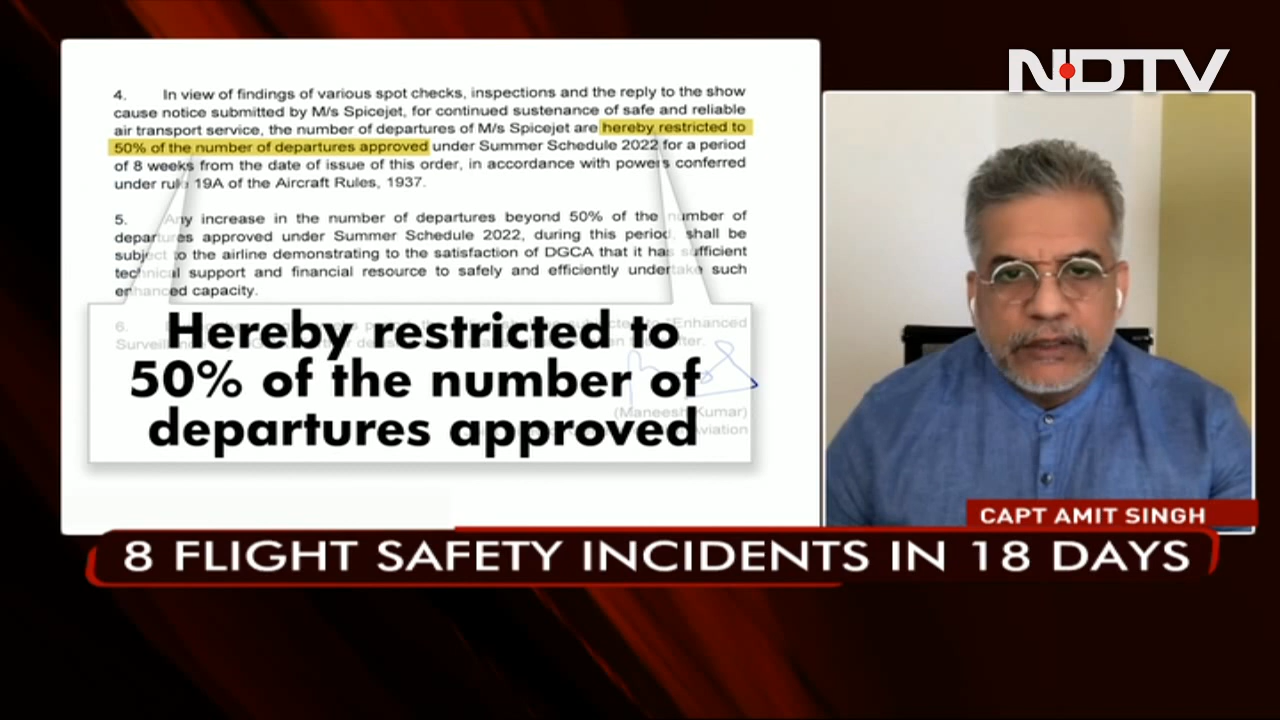 NDTV
4. In view of findings of various spot checks, inspections and the reply to the show
cause notice submitted by M/s Spicejet, for continued sustenance of safe and reliable
air transport service, the number of departures of M/s Spicejet are hereby restricted to
50% of the number of departures approved under Summer Schedule 2022 for a period
of 8 weeks from the date of issue of this order, in accordance with powers conferred
under rule 19A of the Aircraft Rules, 1937.
5. Any increase in the number of departures beyond 50% of the number of
departures approved under Summer Schedule 2022, during this period, shall be
subject to the airline demonstrating to the satisfaction of DGCA that it has sufficient
technical support and financial resource to safely and efficiently undertake such
enhanced capacity.
6. "Enhanced
Hereby restricted to
50% of the number of
departures approved
(Maneesh Kumar)
Aviation
CAPT AMIT SINGH
8 FLIGHT SAFETY INCIDENTS IN 18 DAYS